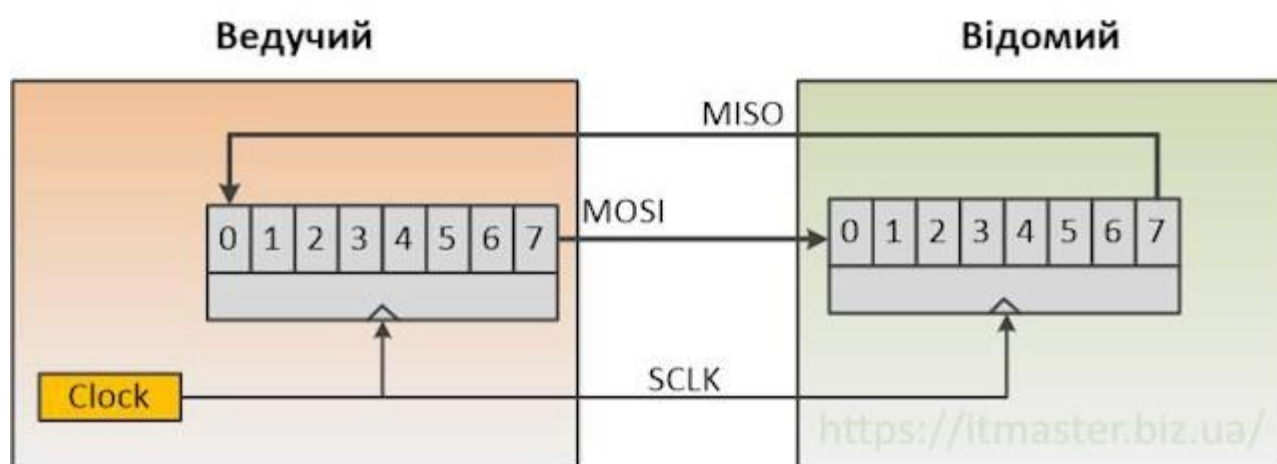 Ведучий Відомий
MISO
MOSI
0 1 2 3 4 5 6 7 0 1 2 3 4 5 6 7
SCLK
Clock
https://itmaster.biz.ua/